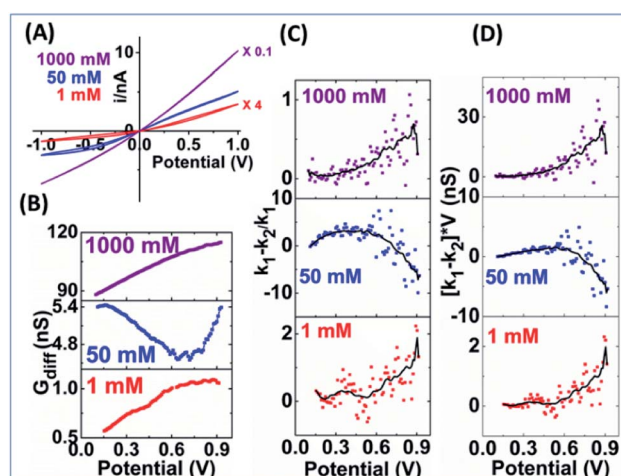 (A)
1000 mM
50 mM
1 mM
i/nA
10
5
0
X 0.1
X 4
-1.0 -0.5 0.0 0.5 1.0
Potential (V)
(B)
120
1000 mM
90
5.4
50 mM
4.8
G diff (nS)
1 mM
1.0
0.5
0.0 0.3 0.6 0.9
Potential (V)
(C)
1000 mM
1
0
10
k1-k2/k1
0
50 mM
-10
1 mM
2
0
0.0 0.3 0.6 0.9
Potential (V)
(D)
1000 mM
30
0
10
[k1-k2]*V (nS)
0
50 mM
-10
1 mM
2
0
0.0 0.3 0.6 0.9
Potential (V)